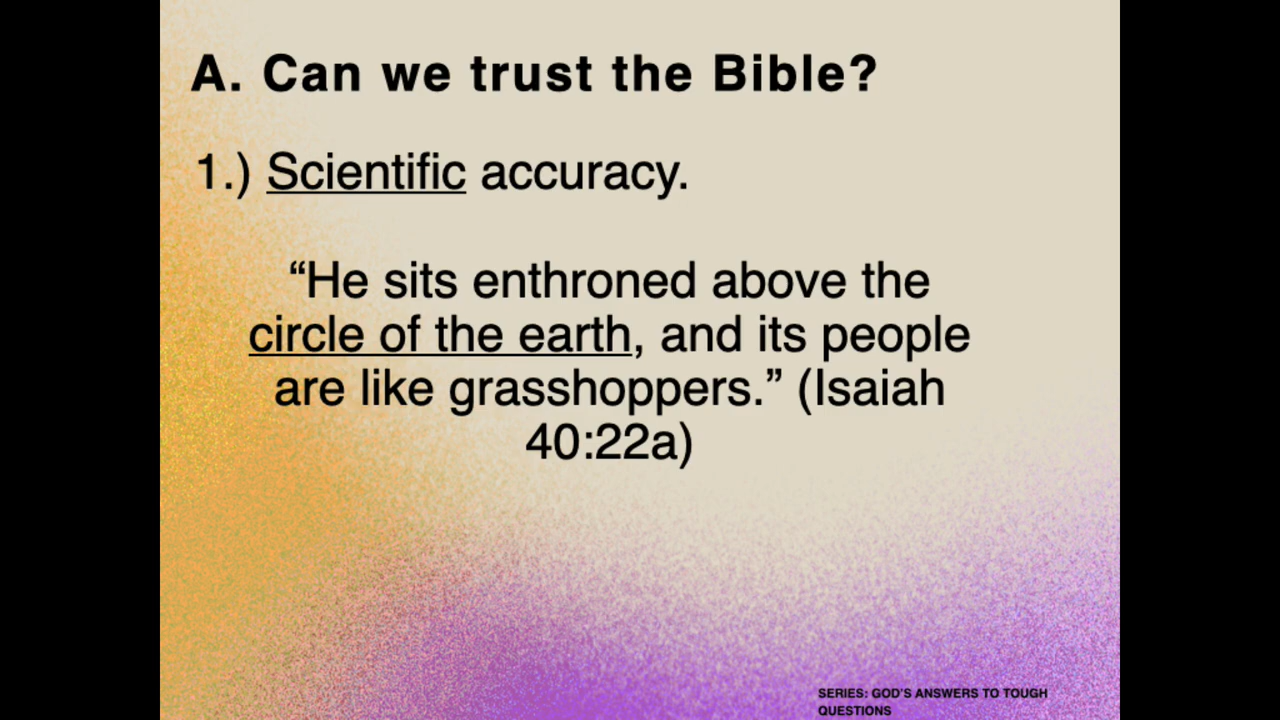 A. Can we trust the Bible?
1.) Scientific accuracy.
“He sits enthroned above the
circle of the earth, and its people
are like grasshoppers.” (Isaiah
40:22a)
SERIES: GOD’S ANSWERS TO TOUGH
QUESTIONS